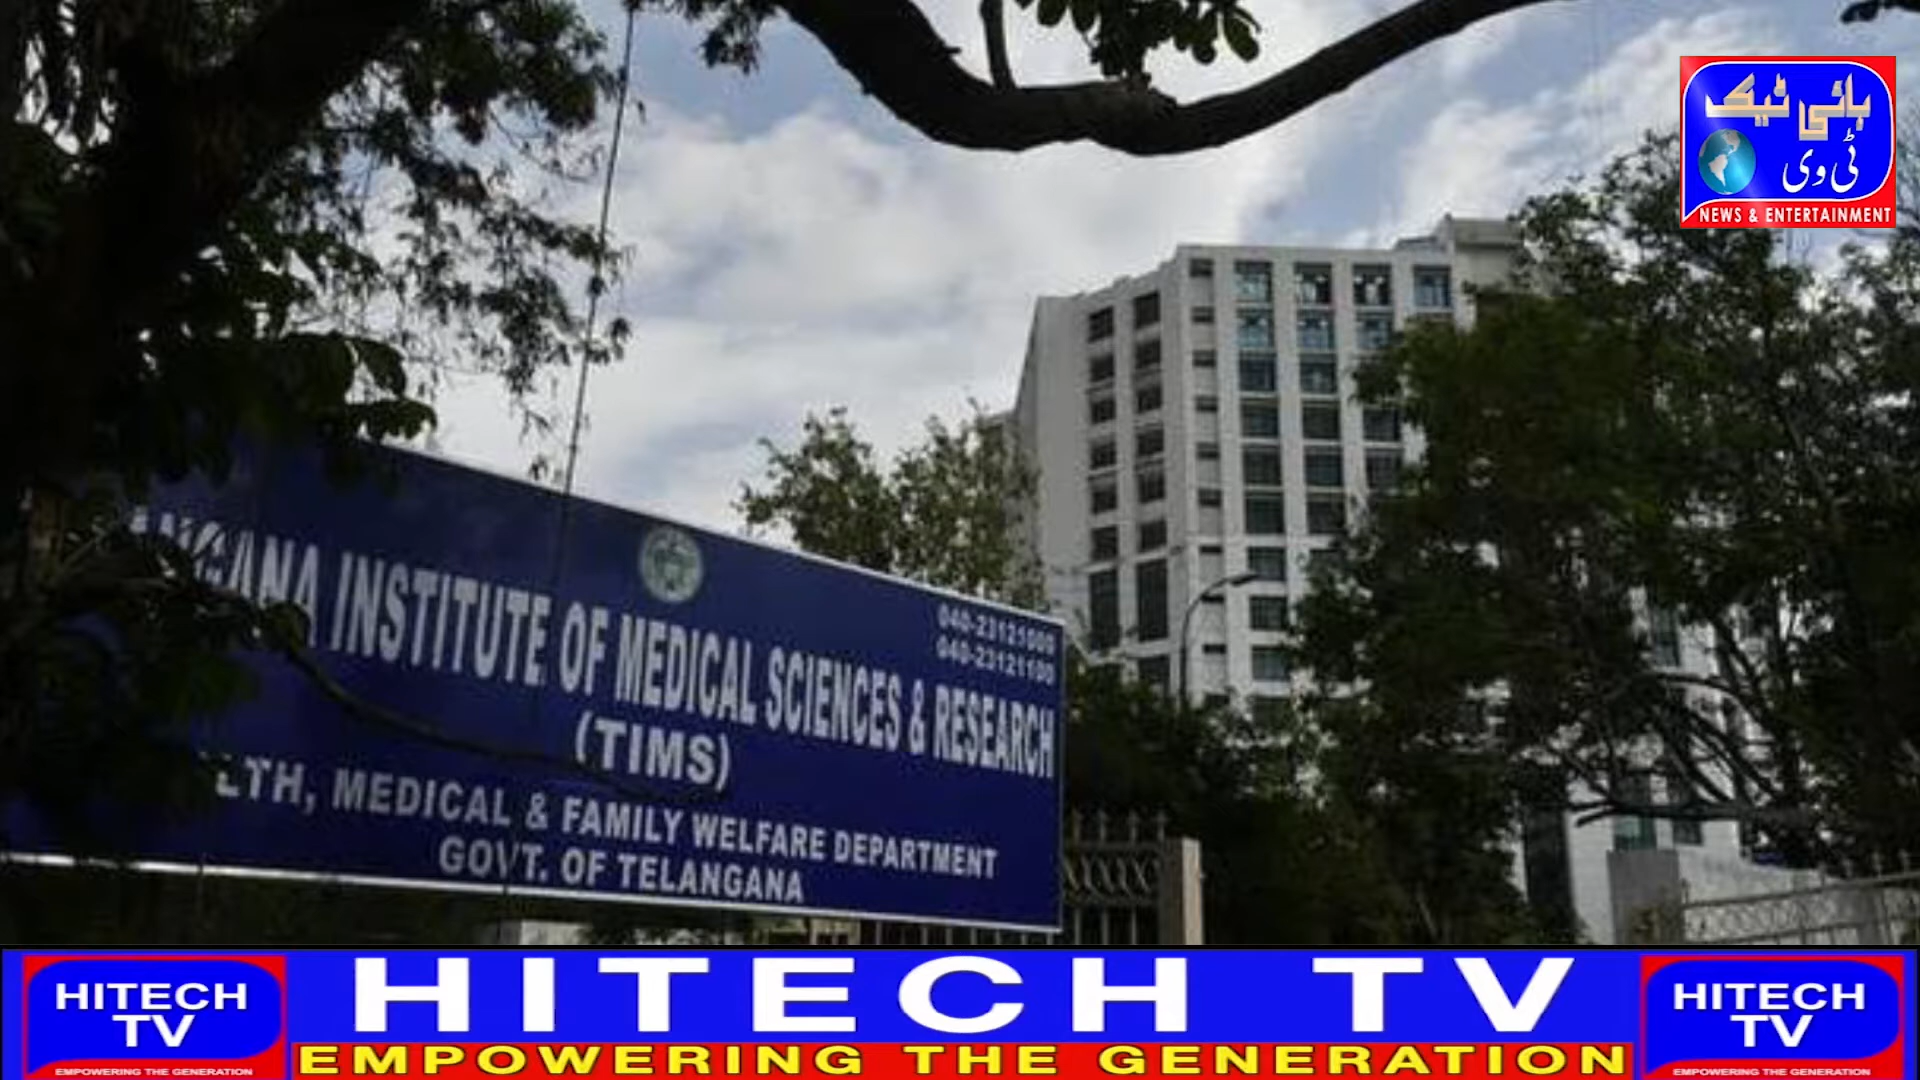 ہائی ٹیک
ٹی وی
NEWS & ENTERTAINMENT
040-23121000
040-23121100
INSTITUTE OF MEDICAL SCIENCES & RESEARCH
(TIMS)
MEDICAL & FAMILY WELFARE DEPARTMENT
GOVT. OF TELANGANA
HITECH TV
EMPOWERING THE GENERATION
HITECH
TV
EMPOWERING THE GENERATION
HITECH
TV
EMPOWERING THE GENERATION